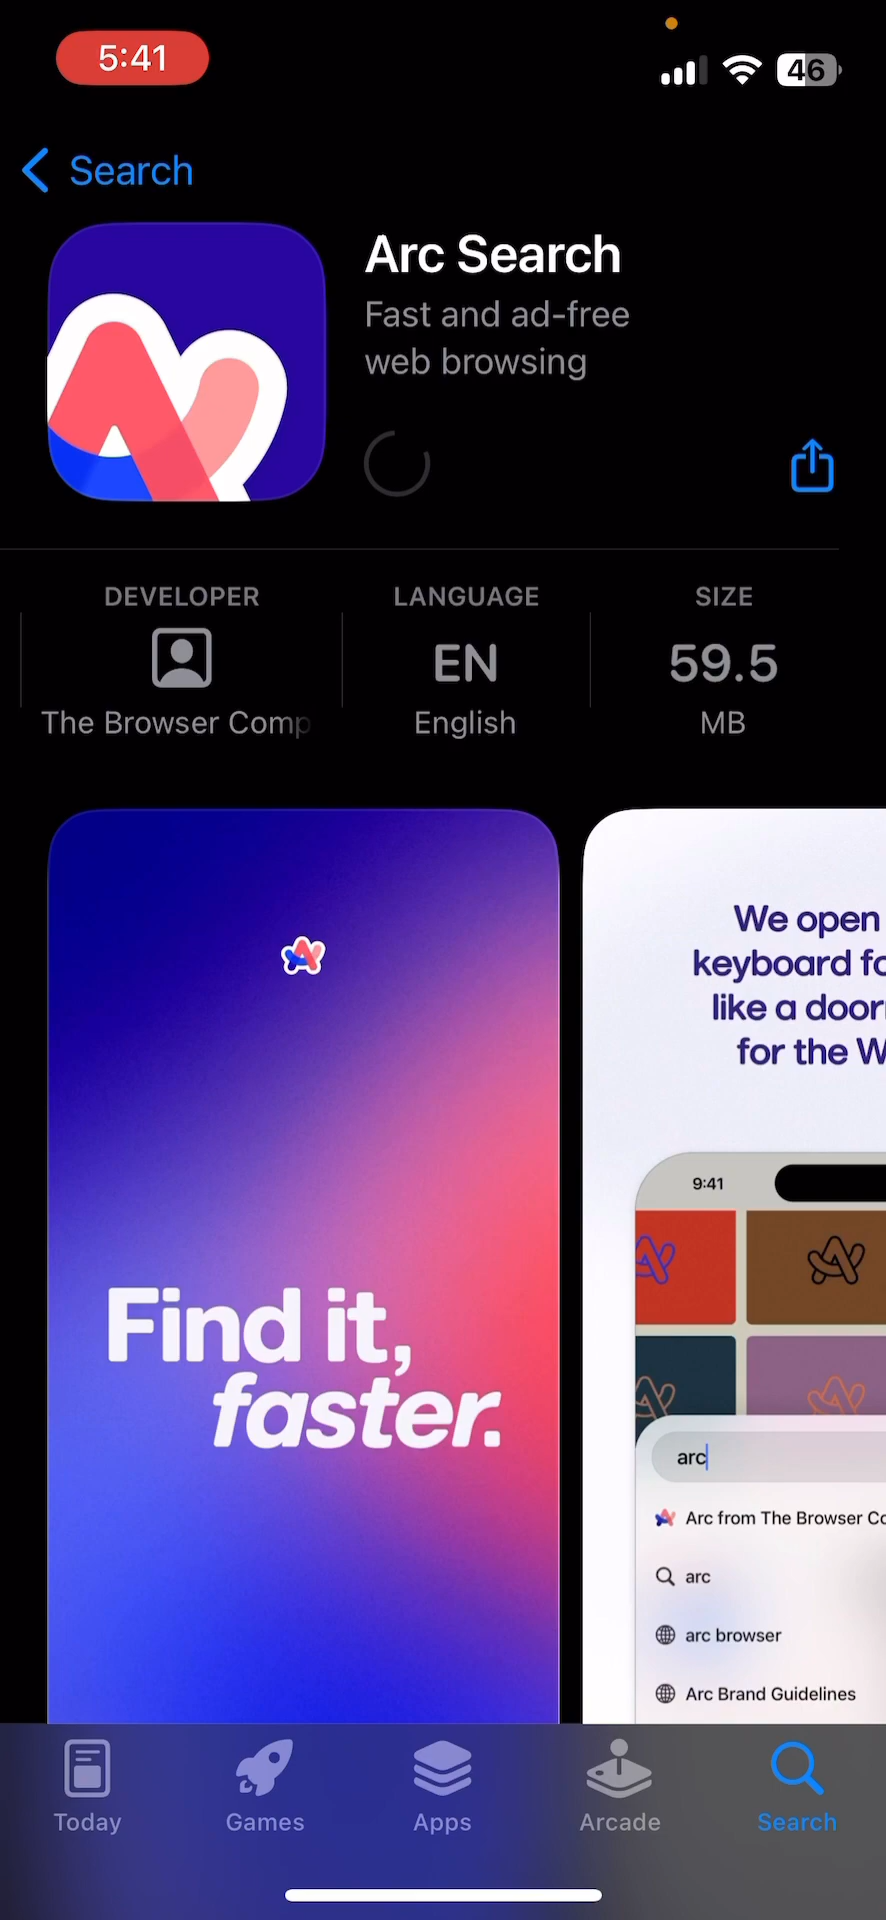 5:41
46
Search
Arc Search
Fast and ad-free
web browsing
DEVELOPER
LANGUAGE
SIZE
EN
59.5
The Browser Comp
English
MB
Find it,
faster.
We open
keyboard fo
like a door
for the W
9:41
arc
Arc from The Browser Co
arc
arc browser
Arc Brand Guidelines
Today
Games
Apps
Arcade
Search